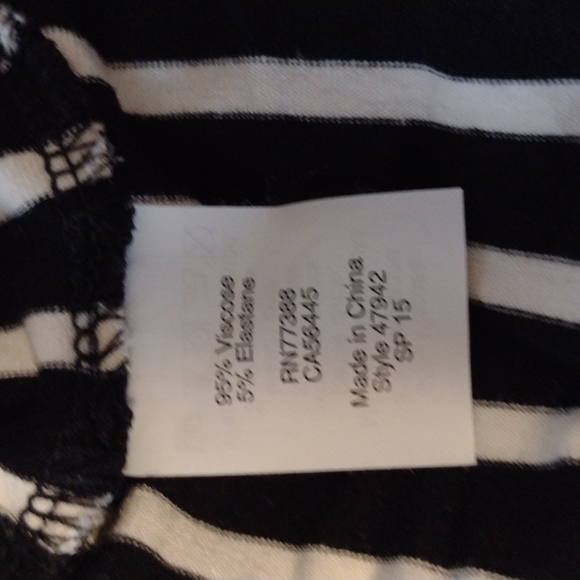 95% Viscose
5% Elastane
RN77388
CA56445
Made in China
Style 47942
SP 15